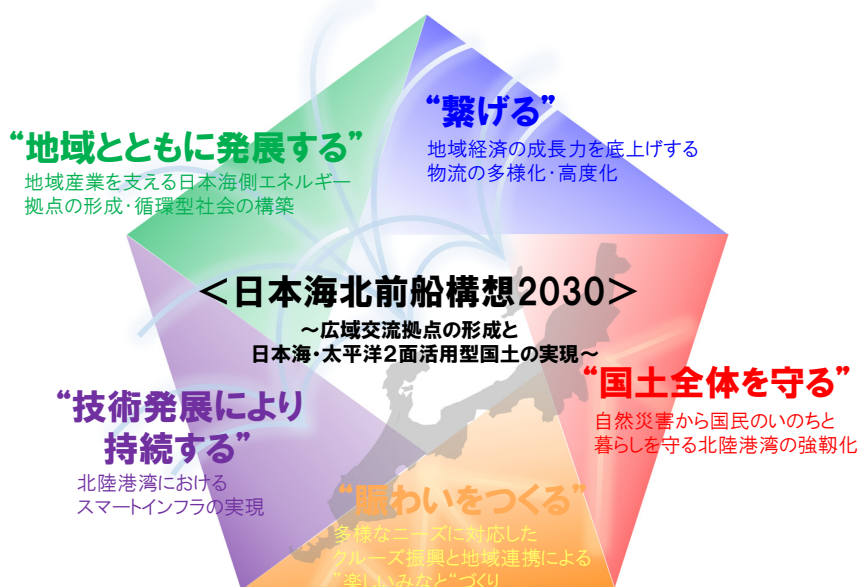 “繋げる”
地域経済の成長力を底上げする
物流の多様化・高度化
“地域とともに発展する”
地域産業を支える日本海側エネルギー
拠点の形成・循環型社会の構築
＜日本海北前船構想2030＞
～広域交流拠点の形成と
日本海・太平洋2面活用型国土の実現～
“国土全体を守る”
自然災害から国民のいのちと
暮らしを守る北陸港湾の強靱化
“技術発展により
持続する”
北陸港湾における
スマートインフラの実現
“賑わいをつくる”
多様なニーズに対応した
クルーズ振興と地域連携による
”楽しいみなと“づくり